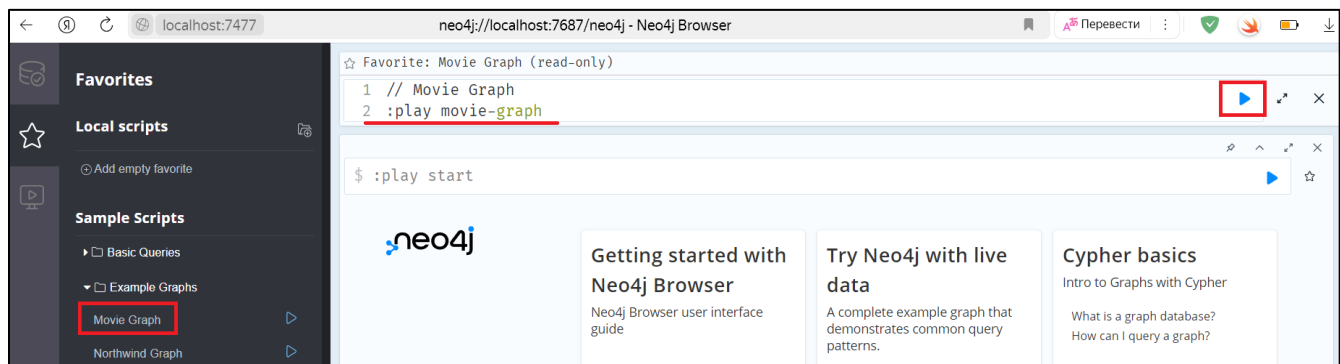 localhost:7477
neo4j://localhost:7687/neo4j - Neo4j Browser
Перевести
Favorites
Local scripts
Add empty favorite
Sample Scripts
Basic Queries
Example Graphs
Movie Graph
Northwind Graph
Favorite: Movie Graph (read-only)
1 // Movie Graph
2 :play movie-graph
$ :play start
neo4j
Getting started with
Neo4j Browser
Neo4j Browser user interface
guide
Try Neo4j with live
data
A complete example graph that
demonstrates common query
patterns.
Cypher basics
Intro to Graphs with Cypher
What is a graph database?
How can I query a graph?